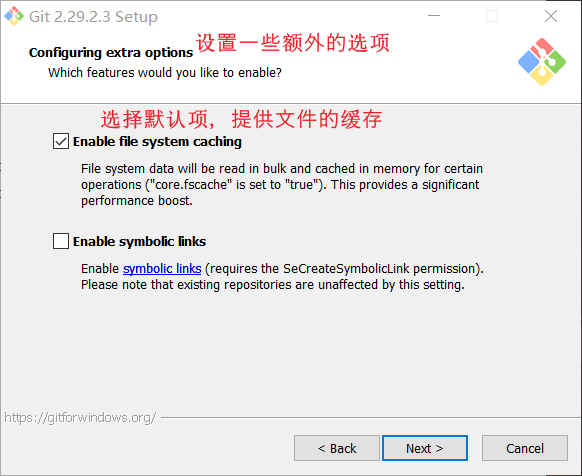 Git 2.29.2.3 Setup
Configuring extra options 设置一些额外的选项
Which features would you like to enable?
选择默认项，提供文件的缓存
Enable file system caching
File system data will be read in bulk and cached in memory for certain
operations ("core.fscache" is set to "true"). This provides a significant
performance boost.
Enable symbolic links
Enable symbolic links (requires the SeCreateSymbolicLink permission).
Please note that existing repositories are unaffected by this setting.
https://gitforwindows.org/
< Back
Next >
Cancel